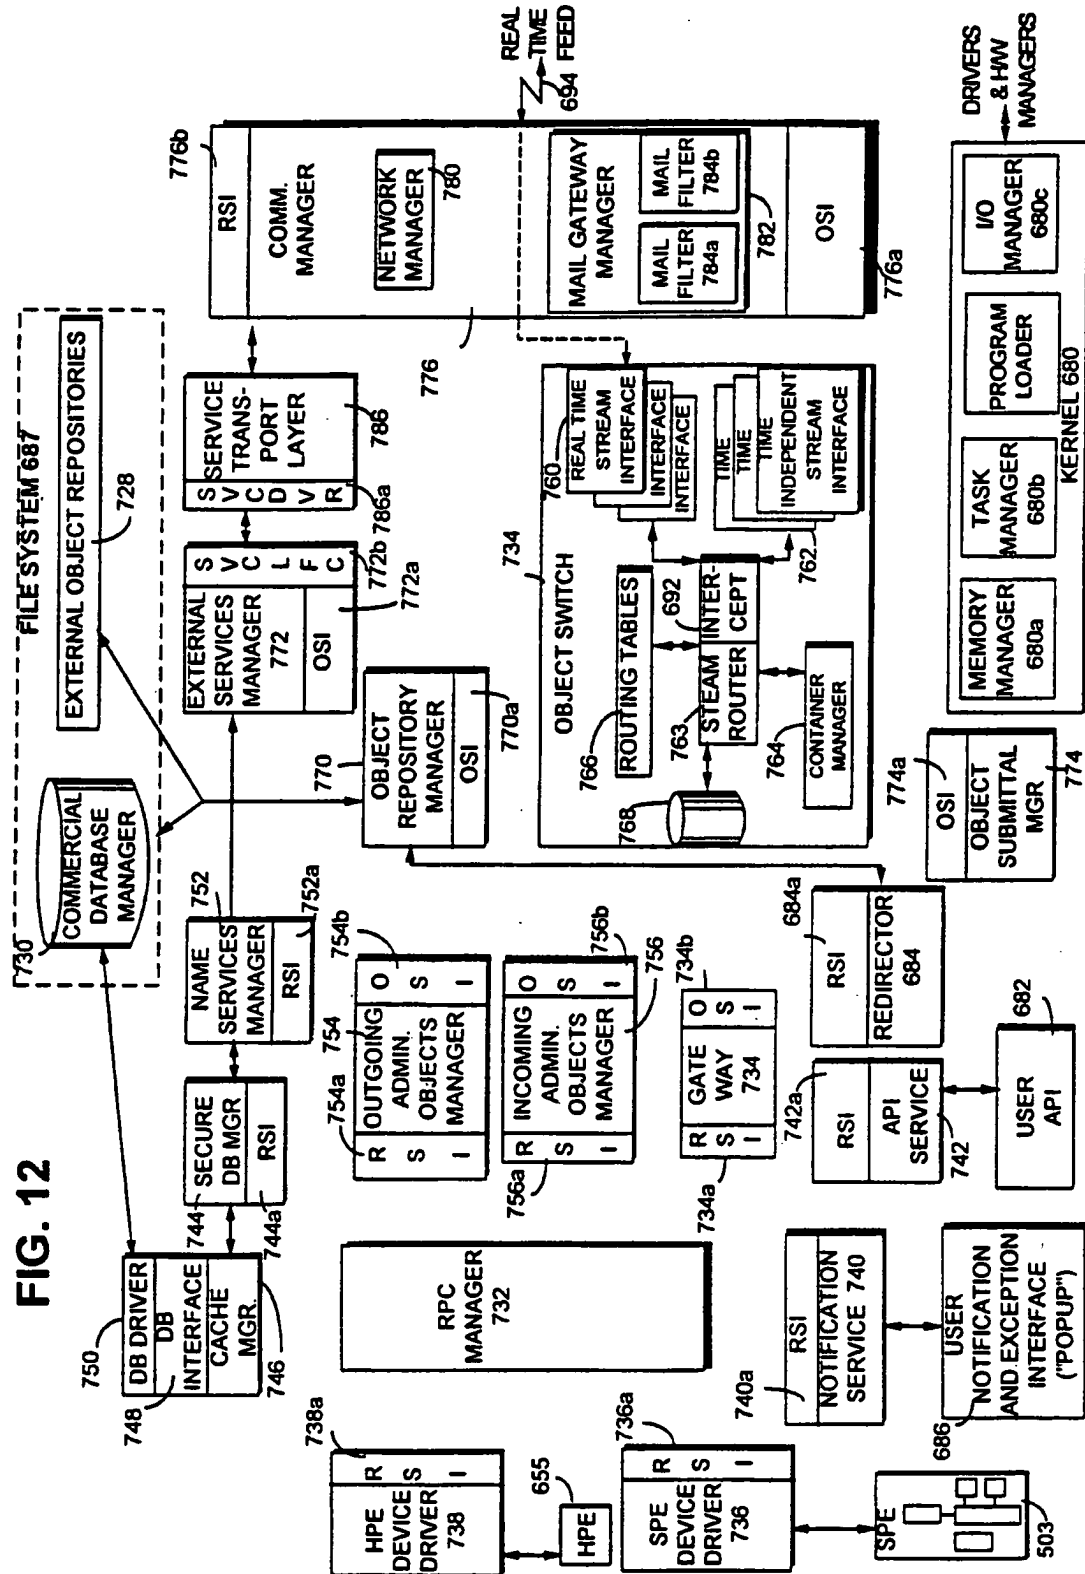 FIG. 12
FILE SYSTEM 687
730
COMMERCIAL
DATABASE
MANAGER
EXTERNAL OBJECT REPOSITORIES
728
750
DB DRIVER
DB
INTERFACE
748
CACHE
MGR.
746
744
SECURE
DB MGR
RSI
744a
NAME
SERVICES
MANAGER
752
RSI
752a
EXTERNAL
SERVICES
MANAGER
772
OSI
772a
S
V
C
L
F
C
772b
S
V
C
D
V
R
786a
SERVICE
TRANS-
PORT
LAYER
786
RSI
776b
COMM.
MANAGER
NETWORK
MANAGER
780
776
MAIL GATEWAY
MANAGER
MAIL
FILTER
784a
MAIL
FILTER
784b
782
OSI
776a
REAL
TIME
FEED
694
738a
HPE
DEVICE
DRIVER
738
R
S
I
655
HPE
736a
SPE
DEVICE
DRIVER
736
R
S
I
SPE
503
RPC
MANAGER
732
754a
754
754b
R
S
I
OUTGOING
ADMIN.
OBJECTS
MANAGER
O
S
I
756a
R
S
I
INCOMING
ADMIN.
OBJECTS
MANAGER
O
S
I
756b
756
770
OBJECT
REPOSITORY
MANAGER
OSI
770a
734a
R
S
I
GATE
WAY
734
O
S
I
734b
734
OBJECT SWITCH
766
ROUTING TABLES
768
763
STEAM
ROUTER
692
INTER-
CEPT
764
CONTAINER
MANAGER
760
REAL TIME
STREAM
INTERFACE
INTERFACE
INTERFACE
TIME
TIME
TIME
INDEPENDENT
STREAM
INTERFACE
762
740a
RSI
NOTIFICATION
SERVICE 740
686
USER
NOTIFICATION
AND EXCEPTION
INTERFACE
("POPUP")
742a
RSI
API
SERVICE
742
682
USER
API
684a
RSI
REDIRECTOR
684
774a
OSI
OBJECT
SUBMITTAL
MGR
774
MEMORY
MANAGER
680a
TASK
MANAGER
680b
PROGRAM
LOADER
I/O
MANAGER
680c
KERNEL 680
DRIVERS
& H/W
MANAGERS